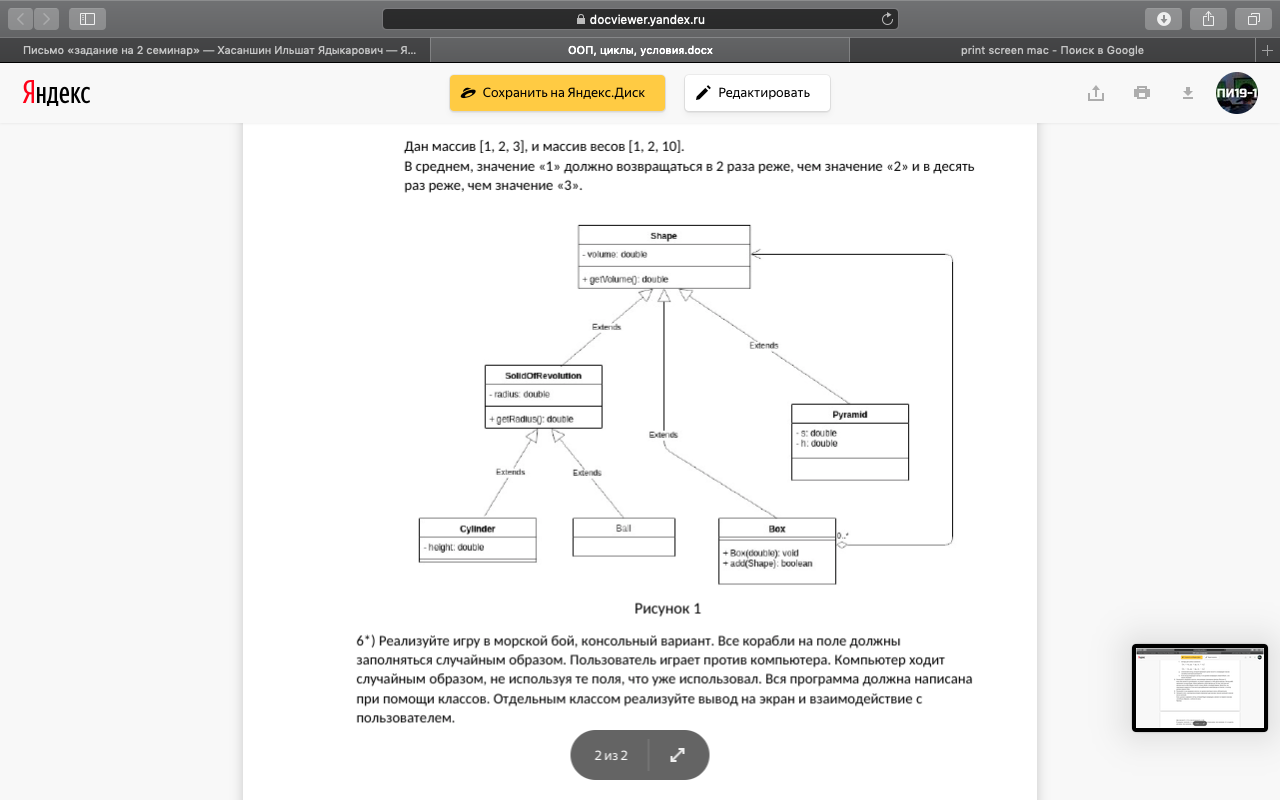 docviewer.yandex.ru
Письмо «задание на 2 семинар» — Хасаншин Ильшат Ядыкарович — Я...
ООП, циклы, условия.docx
print screen mac - Поиск в Google
Яндекс
Сохранить на Яндекс.Диск
Редактировать
ПИ19-1
Дан массив [1, 2, 3], и массив весов [1, 2, 10].
В среднем, значение «1» должно возвращаться в 2 раза реже, чем значение «2» и в десять
раз реже, чем значение «3».
Shape
- volume: double
+ getVolume(): double
Extends
Extends
SolidOfRevolution
- radius: double
+ getRadius(): double
Pyramid
- s: double
- h: double
Extends
Extends
Extends
Cylinder
- height: double
Ball
Box
+ Box(double): void
+ add(Shape): boolean
0..*
Рисунок 1
6*) Реализуйте игру в морской бой, консольный вариант. Все корабли на поле должны
заполняться случайным образом. Пользователь играет против компьютера. Компьютер ходит
случайным образом, не используя те поля, что уже использовал. Вся программа должна написана
при помощи классов. Отдельным классом реализуйте вывод на экран и взаимодействие с
пользователем.
2 из 2